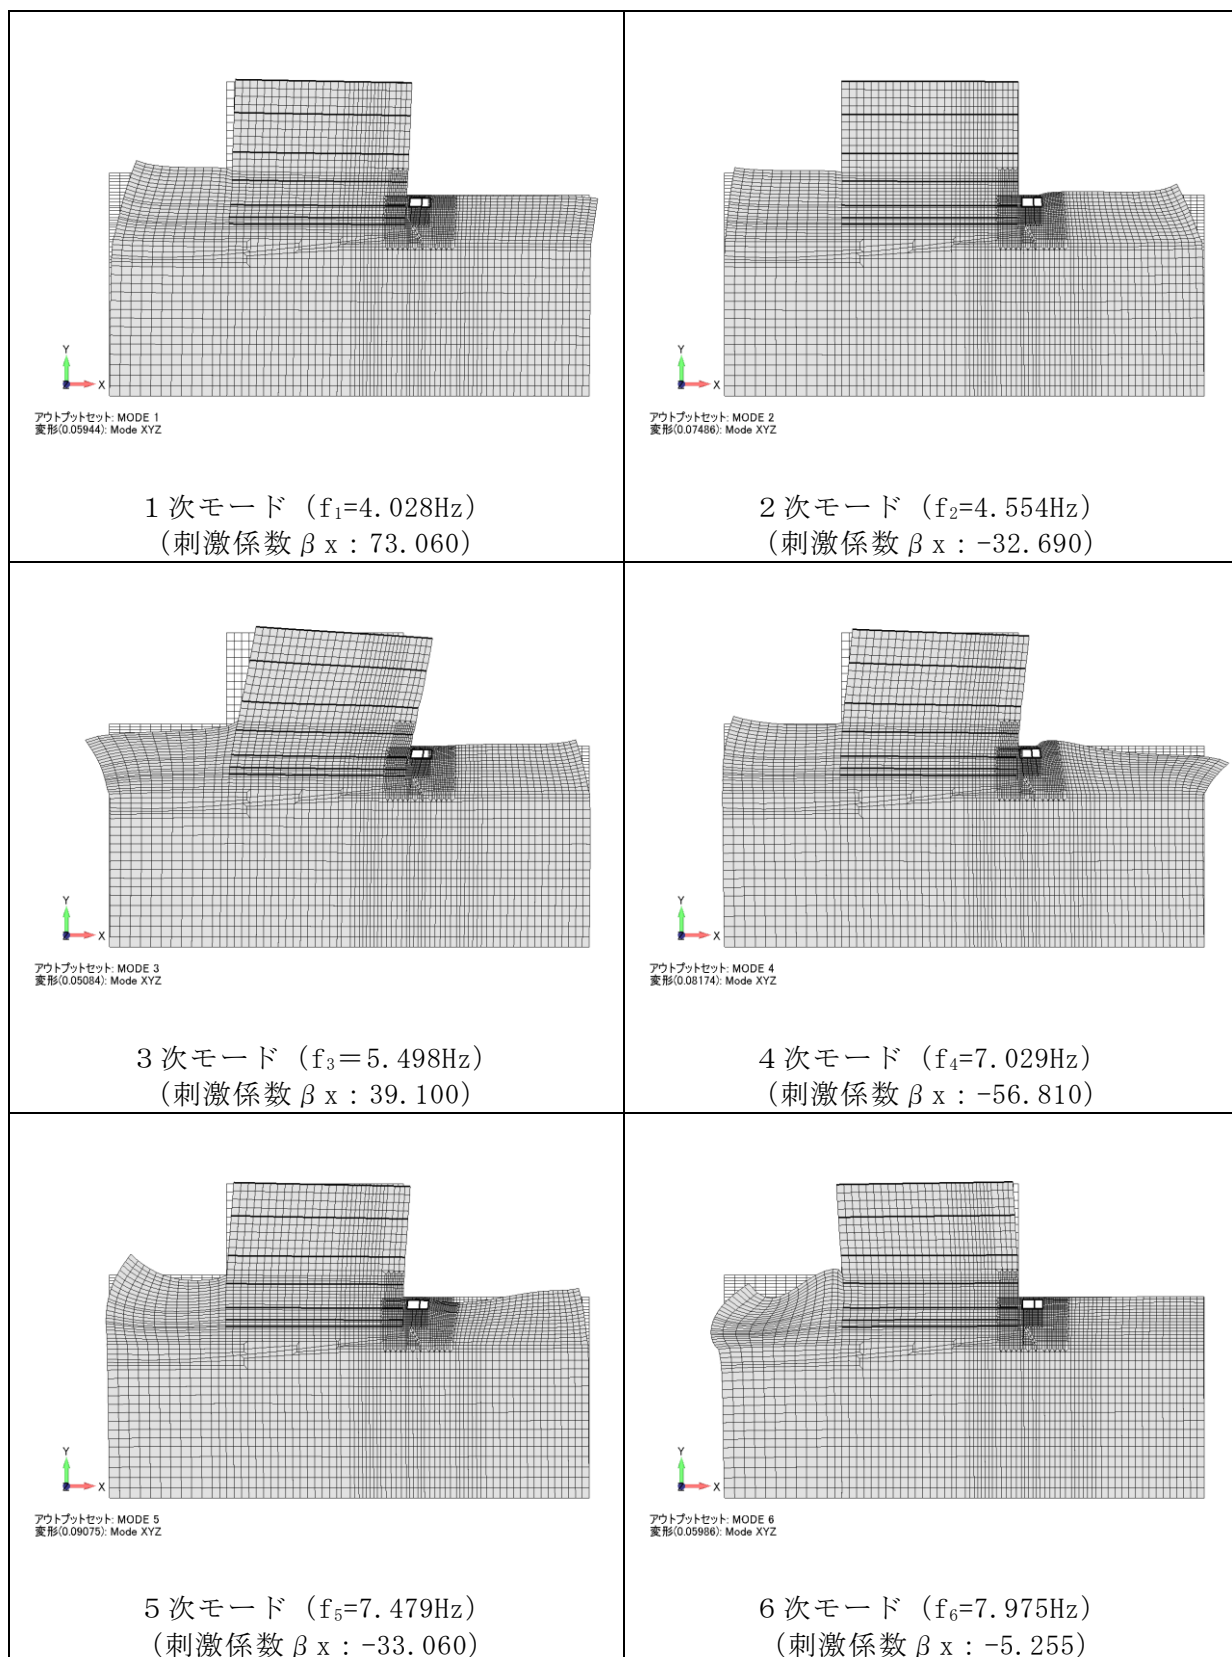 Y
X
アウトプットセット: MODE 1
変形(0.05944): Mode XYZ
1次モード (f₁=4.028Hz)
(刺激係数βx:73.060)
Y
X
アウトプットセット: MODE 2
変形(0.07486): Mode XYZ
2次モード (f₂=4.554Hz)
(刺激係数βx:-32.690)
Y
X
アウトプットセット: MODE 3
変形(0.05084): Mode XYZ
3次モード (f₃=5.498Hz)
(刺激係数βx:39.100)
Y
X
アウトプットセット: MODE 4
変形(0.08174): Mode XYZ
4次モード (f₄=7.029Hz)
(刺激係数βx:-56.810)
Y
X
アウトプットセット: MODE 5
変形(0.09075): Mode XYZ
5次モード (f₅=7.479Hz)
(刺激係数βx:-33.060)
Y
X
アウトプットセット: MODE 6
変形(0.05986): Mode XYZ
6次モード (f₆=7.975Hz)
(刺激係数βx:-5.255)